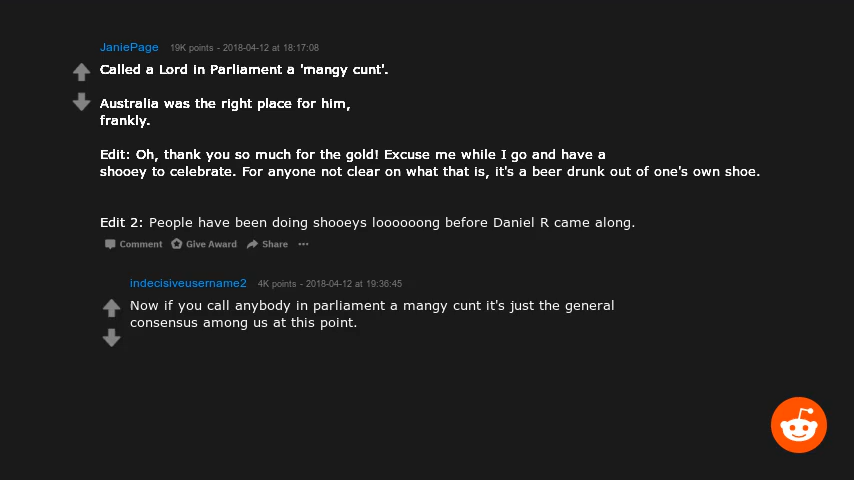 JaniePage 19K points - 2018-04-12 at 18:17:08
Called a Lord in Parliament a 'mangy cunt'.
Australia was the right place for him,
frankly.
Edit: Oh, thank you so much for the gold! Excuse me while I go and have a
shooey to celebrate. For anyone not clear on what that is, it's a beer drunk out of one's own shoe.
Edit 2: People have been doing shooeys loooooong before Daniel R came along.
Comment Give Award Share ···
indecisiveusername2 4K points - 2018-04-12 at 19:36:45
Now if you call anybody in parliament a mangy cunt it's just the general
consensus among us at this point.